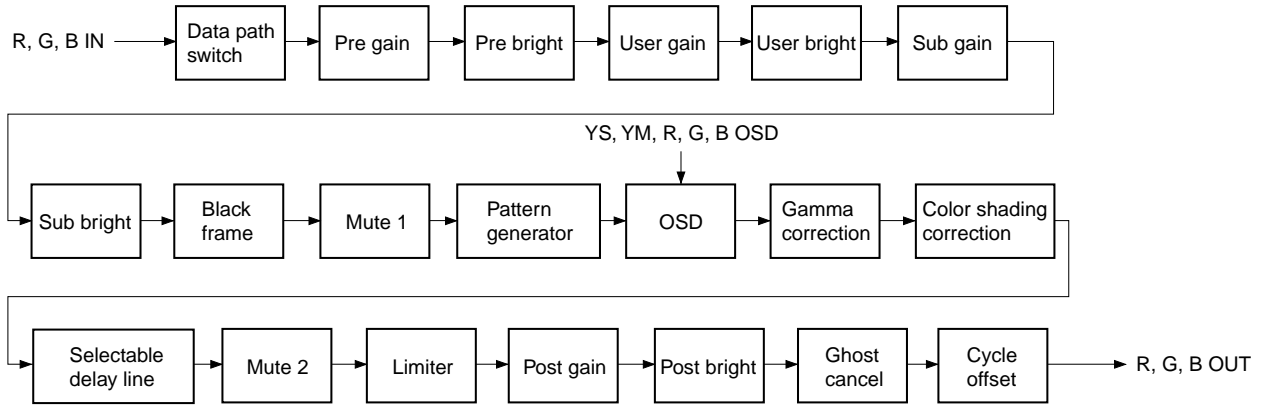 R, G, B IN
Data path
switch
Pre gain
Pre bright
User gain
User bright
Sub gain
YS, YM, R, G, B OSD
Sub bright
Black
frame
Mute 1
Pattern
generator
OSD
Gamma
correction
Color shading
correction
Selectable
delay line
Mute 2
Limiter
Post gain
Post bright
Ghost
cancel
Cycle
offset
R, G, B OUT